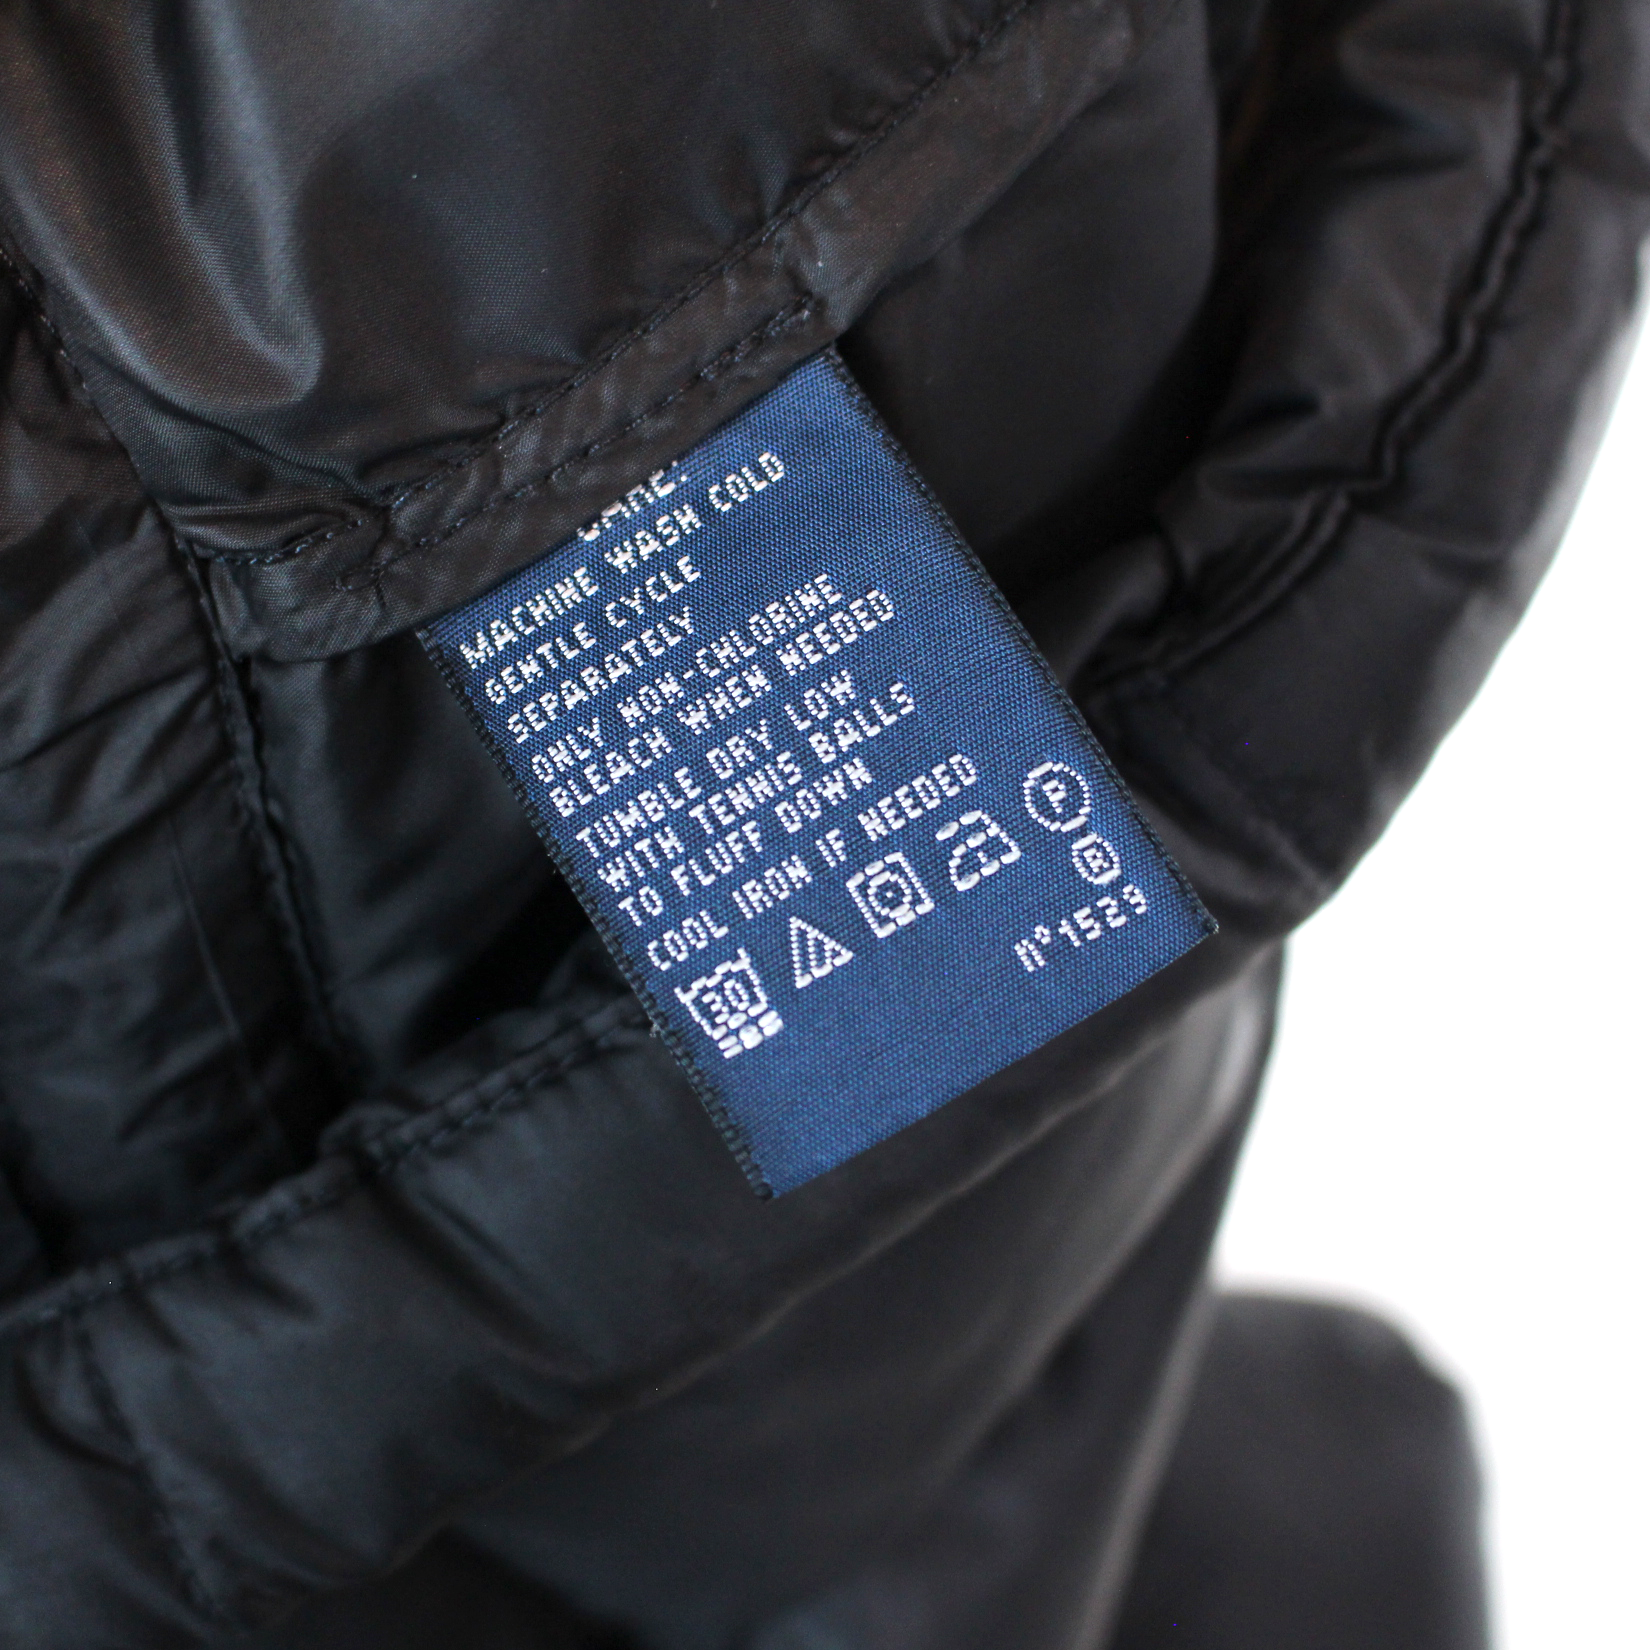 CARE:
MACHINE WASH COLD
GENTLE CYCLE
SEPARATELY
ONLY NON-CHLORINE
BLEACH WHEN NEEDED
TUMBLE DRY LOW
WITH TENNIS BALLS
TO FLUFF DOWN
COOL IRON IF NEEDED
30 P
R
n°1529